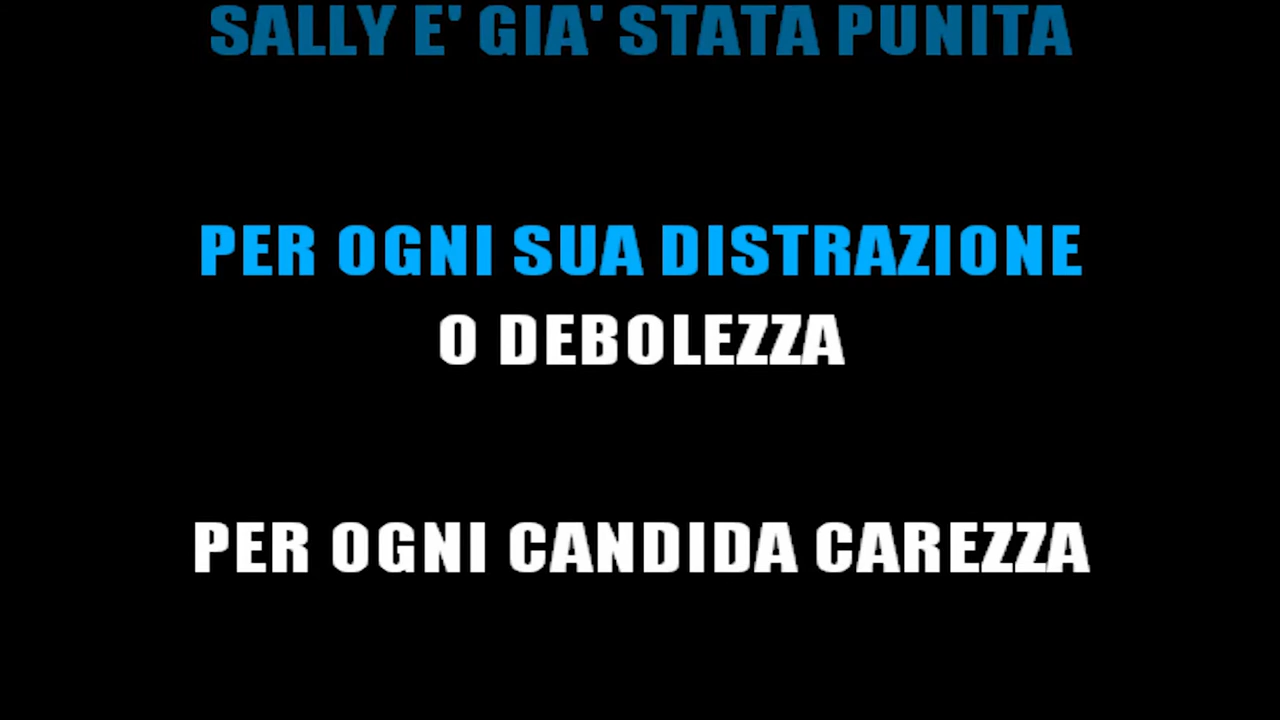 SALLY E' GIA' STATA PUNITA
PER OGNI SUA DISTRAZIONE
O DEBOLEZZA
PER OGNI CANDIDA CAREZZA